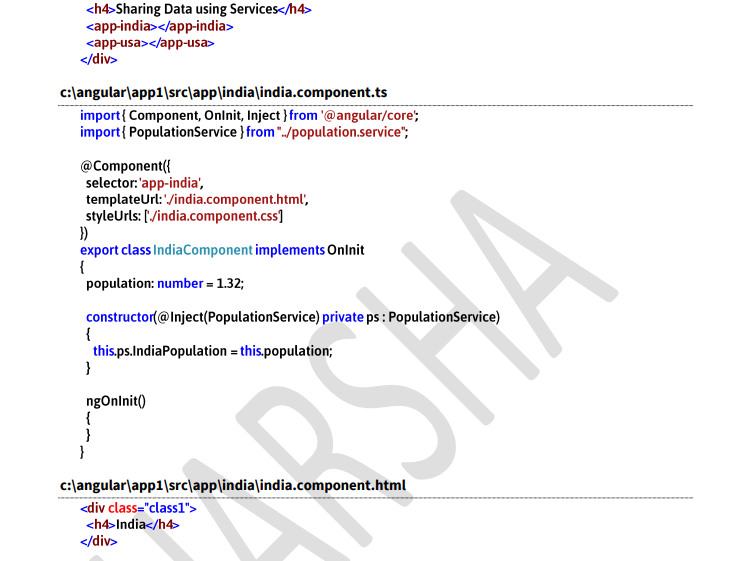 <h4>Sharing Data using Services</h4>
<app-india></app-india>
<app-usa></app-usa>
</div>
c:\angular\app1\src\app\india\india.component.ts
import { Component, OnInit, Inject } from '@angular/core';
import { PopulationService } from "../population.service";
@Component({
selector: 'app-india',
templateUrl: './india.component.html',
styleUrls: ['./india.component.css']
})
export class IndiaComponent implements OnInit
{
population: number = 1.32;
constructor(@Inject(PopulationService) private ps : PopulationService)
{
this.ps.IndiaPopulation = this.population;
}
ngOnInit()
{
}
}
c:\angular\app1\src\app\india\india.component.html
<div class="class1">
<h4>India</h4>
</div>
HARSHA